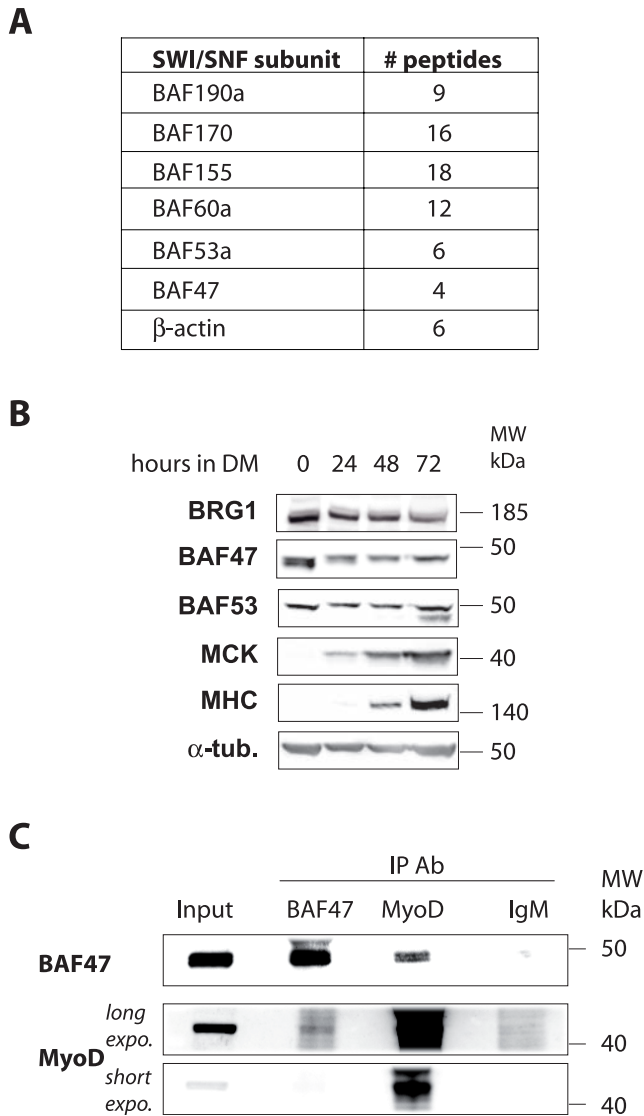 A
SWI/SNF subunit # peptides
BAF190a 9
BAF170 16
BAF155 18
BAF60a 12
BAF53a 6
BAF47 4
β-actin 6
B
MW
hours in DM 0 24 48 72 kDa
BRG1 185
50
BAF47
BAF53 50
MCK 40
MHC 140
α-tub. 50
C
IP Ab
MW
Input BAF47 MyoD IgM kDa
50
BAF47
long
expo. 40
MyoD
short
expo. 40